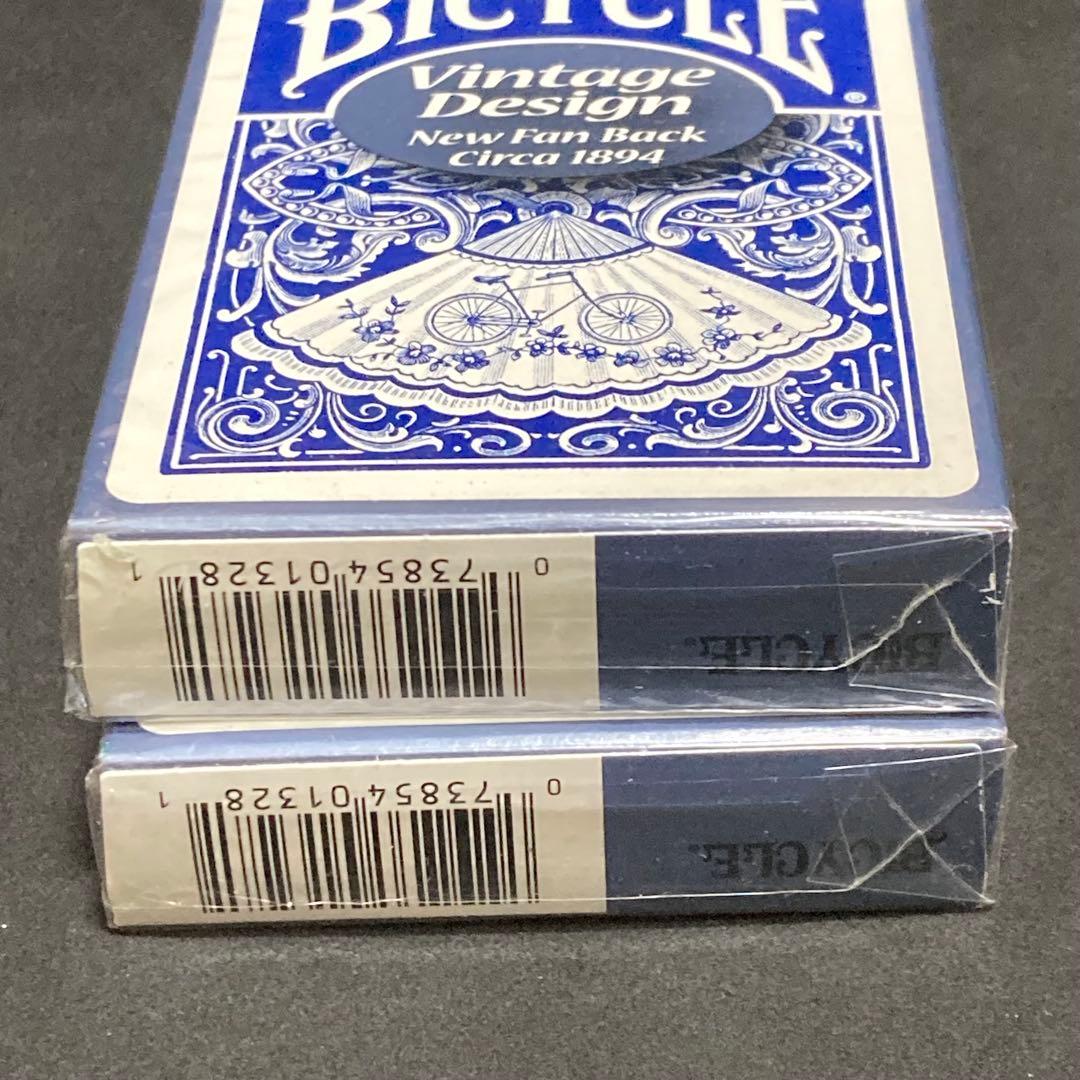 BICYCLE®
Vintage
Design
New Fan Back
Circa 1894
0 73854 01328 1
BICYCLE®
0 73854 01328 1
BICYCLE®